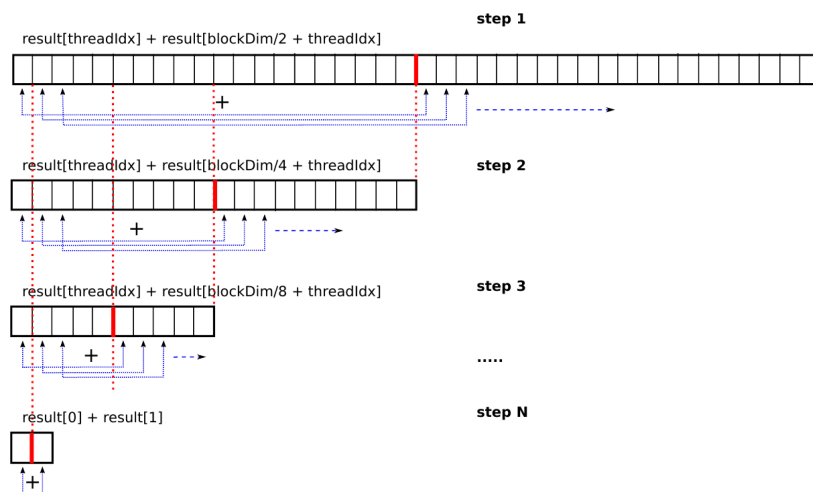 step 1
result[threadIdx] + result[blockDim/2 + threadIdx]
+
result[threadIdx] + result[blockDim/4 + threadIdx]
step 2
+
result[threadIdx] + result[blockDim/8 + threadIdx]
step 3
+
.....
result[0] + result[1]
step N
+